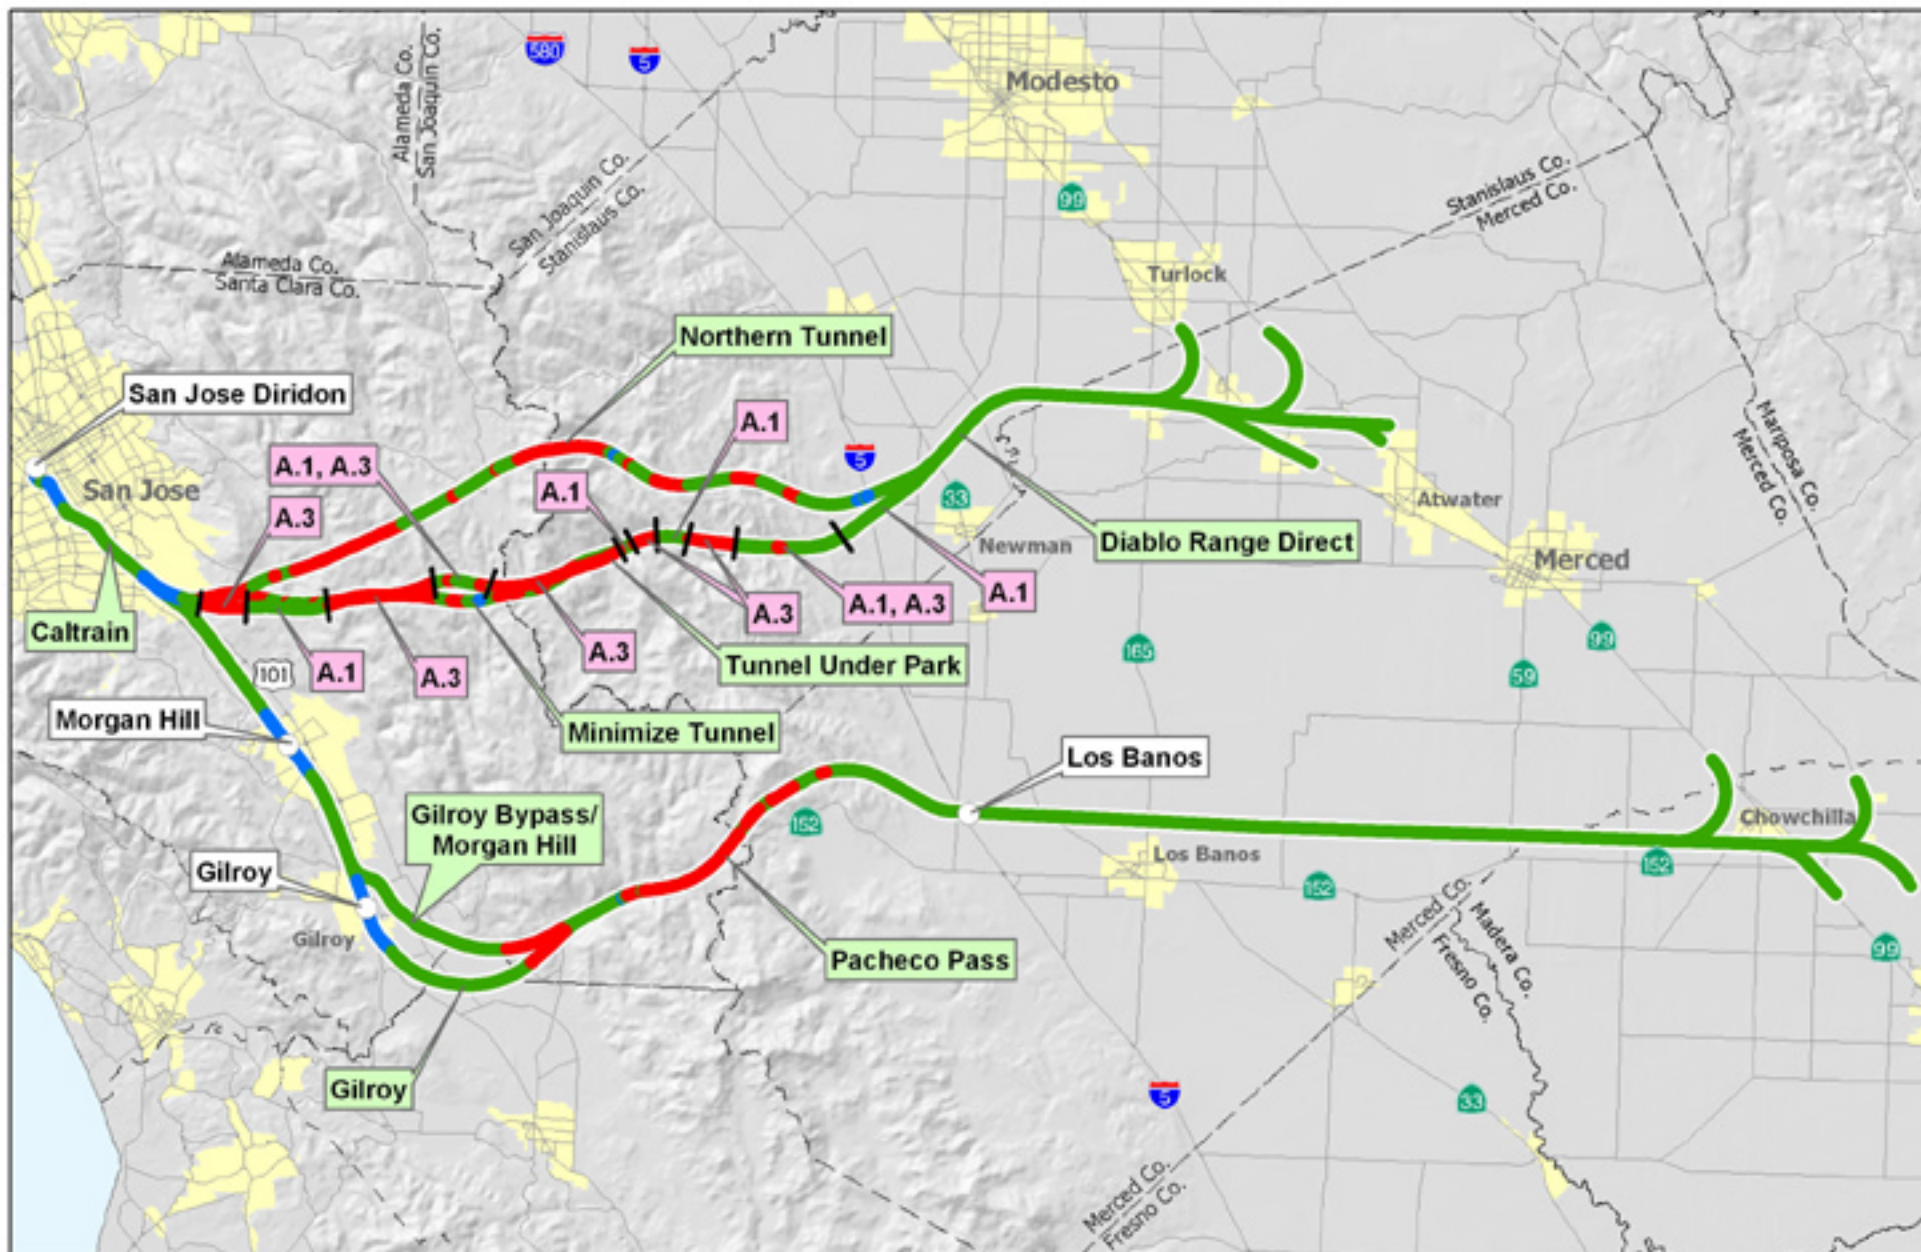 580
5
Modesto
Alameda Co.
San Joaquin Co.
San Joaquin Co.
Stanislaus Co.
Stanislaus Co.
Merced Co.
99
Alameda Co.
Santa Clara Co.
Turlock
Northern Tunnel
San Jose Diridon
A.1
A.1, A.3
5
Mariposa Co.
Merced Co.
San Jose
A.1
33
Atwater
A.3
Newman
Diablo Range Direct
Merced
A.1
A.1, A.3
A.3
Caltrain
A.3
99
165
Tunnel Under Park
A.1
A.3
101
59
Morgan Hill
Minimize Tunnel
Los Banos
Gilroy Bypass/
Morgan Hill
152
Chowchilla
Los Banos
152
152
Gilroy
Gilroy
Merced Co.
Madera Co.
Fresno Co.
99
Pacheco Pass
Gilroy
5
33
Merced Co.
Fresno Co.